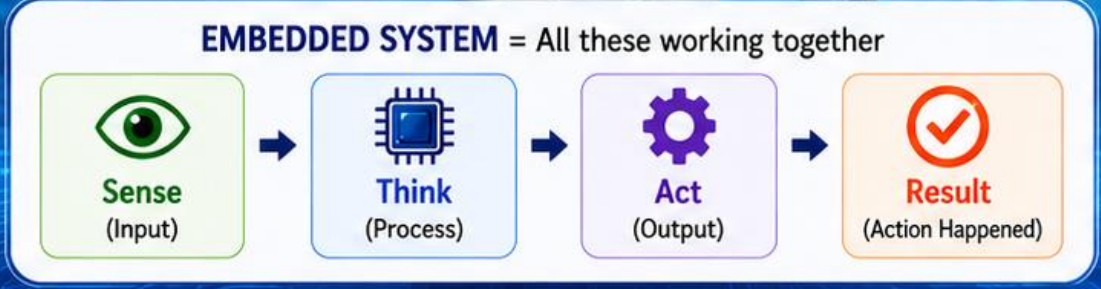 EMBEDDED SYSTEM = All these working together
Sense
(Input)
Think
(Process)
Act
(Output)
Result
(Action Happened)